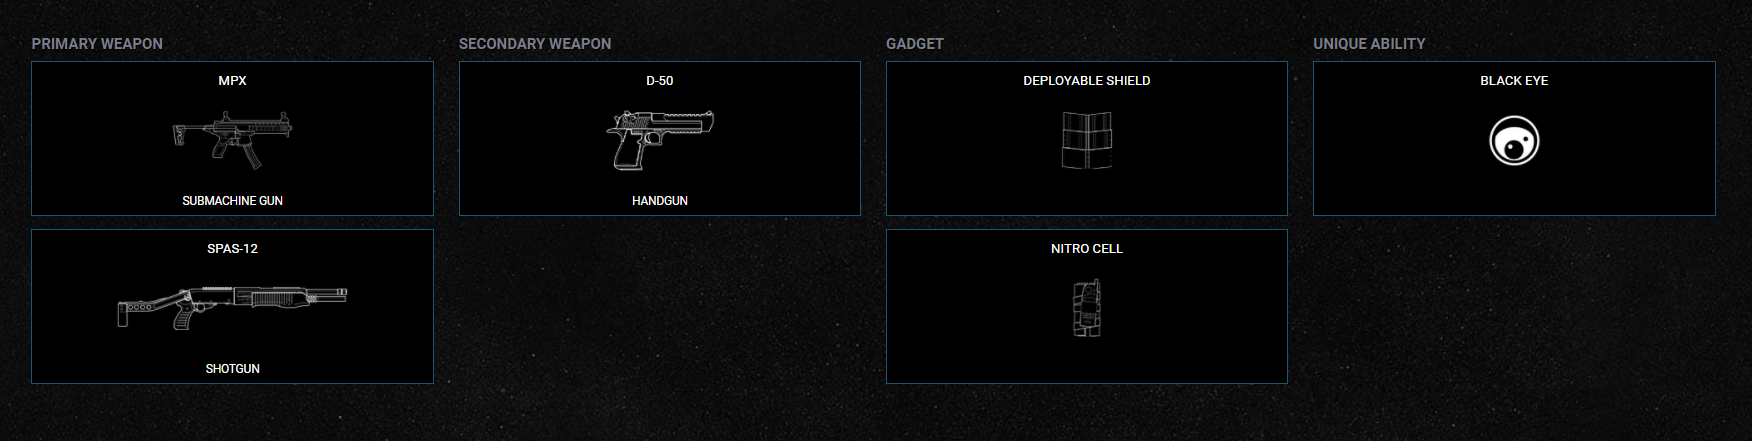 PRIMARY WEAPON
SECONDARY WEAPON
GADGET
UNIQUE ABILITY
MPX
D-50
DEPLOYABLE SHIELD
BLACK EYE
SUBMACHINE GUN
HANDGUN
SPAS-12
NITRO CELL
SHOTGUN